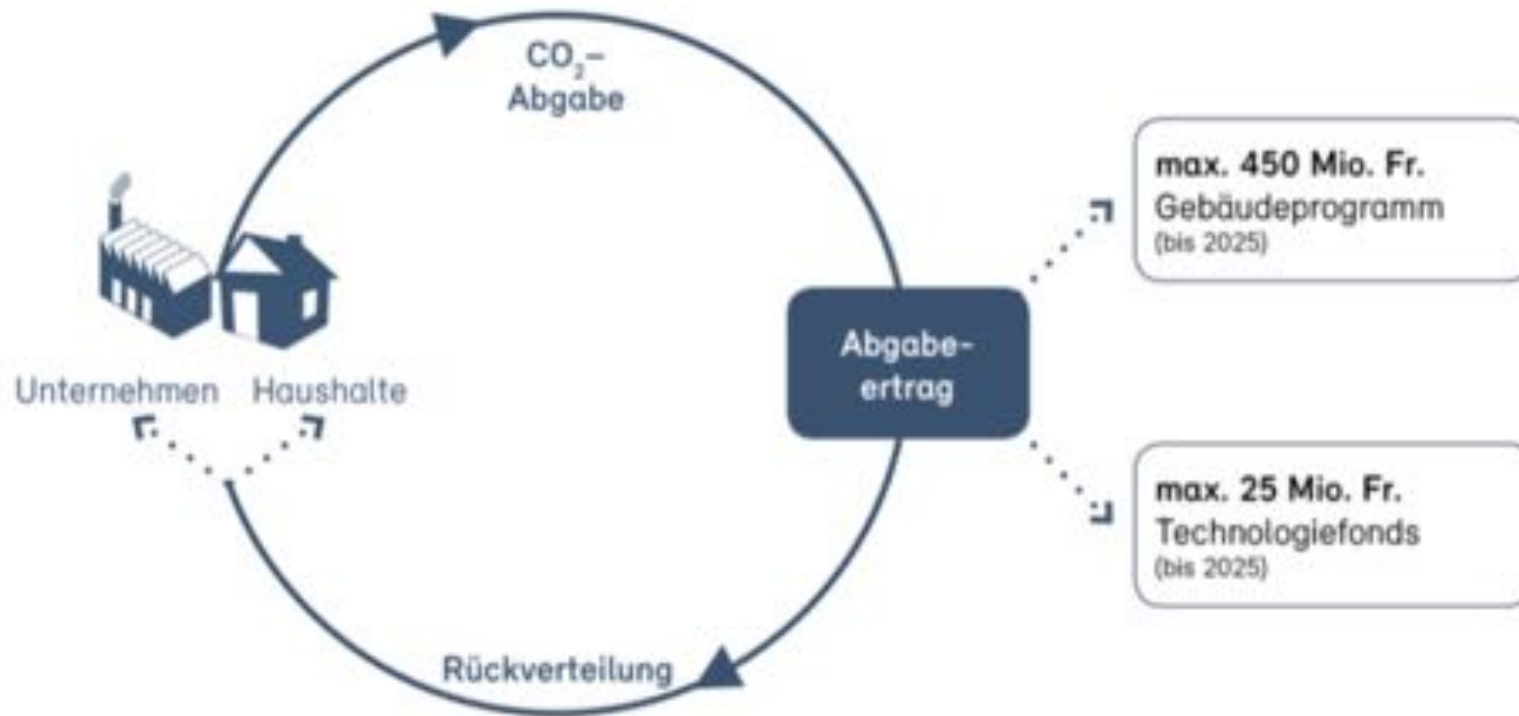 CO₂–
Abgabe
max. 450 Mio. Fr.
Gebäudeprogramm
(bis 2025)
Abgabe-
ertrag
Unternehmen Haushalte
max. 25 Mio. Fr.
Technologiefonds
(bis 2025)
Rückverteilung